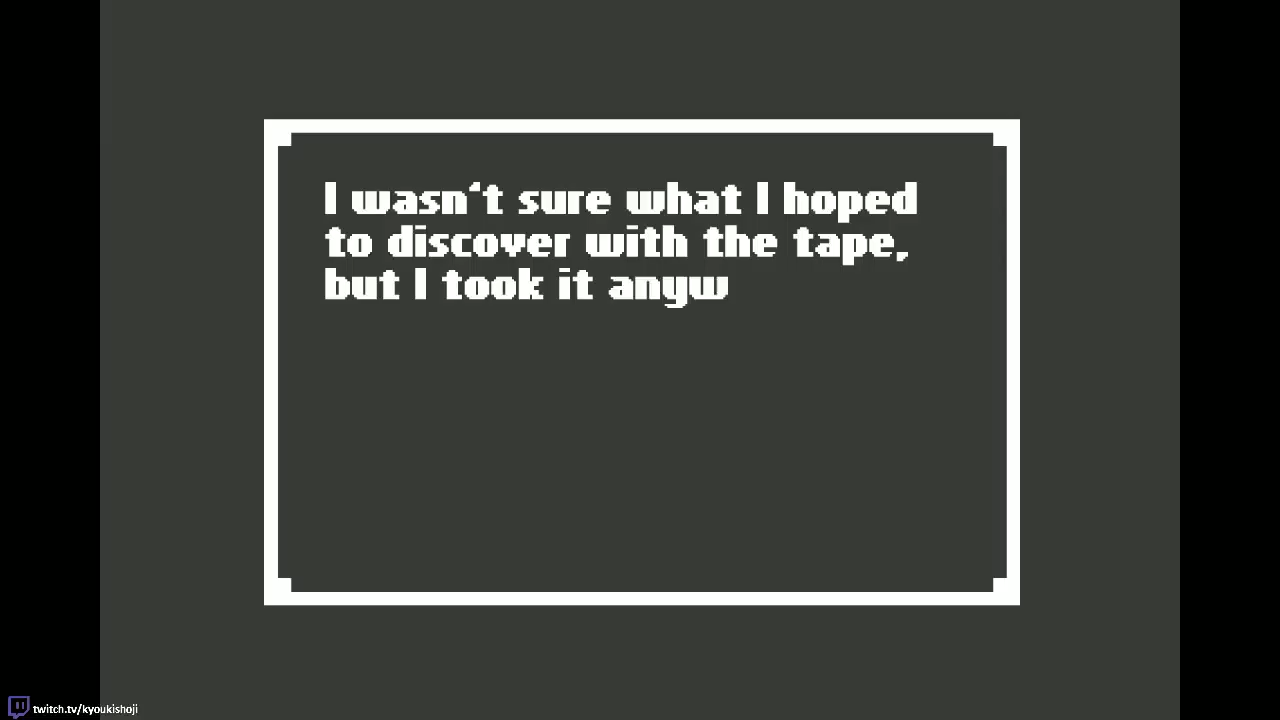 I wasn‘t sure what I hoped
to discover with the tape,
but I took it anyw
twitch.tv/kyoukishoji